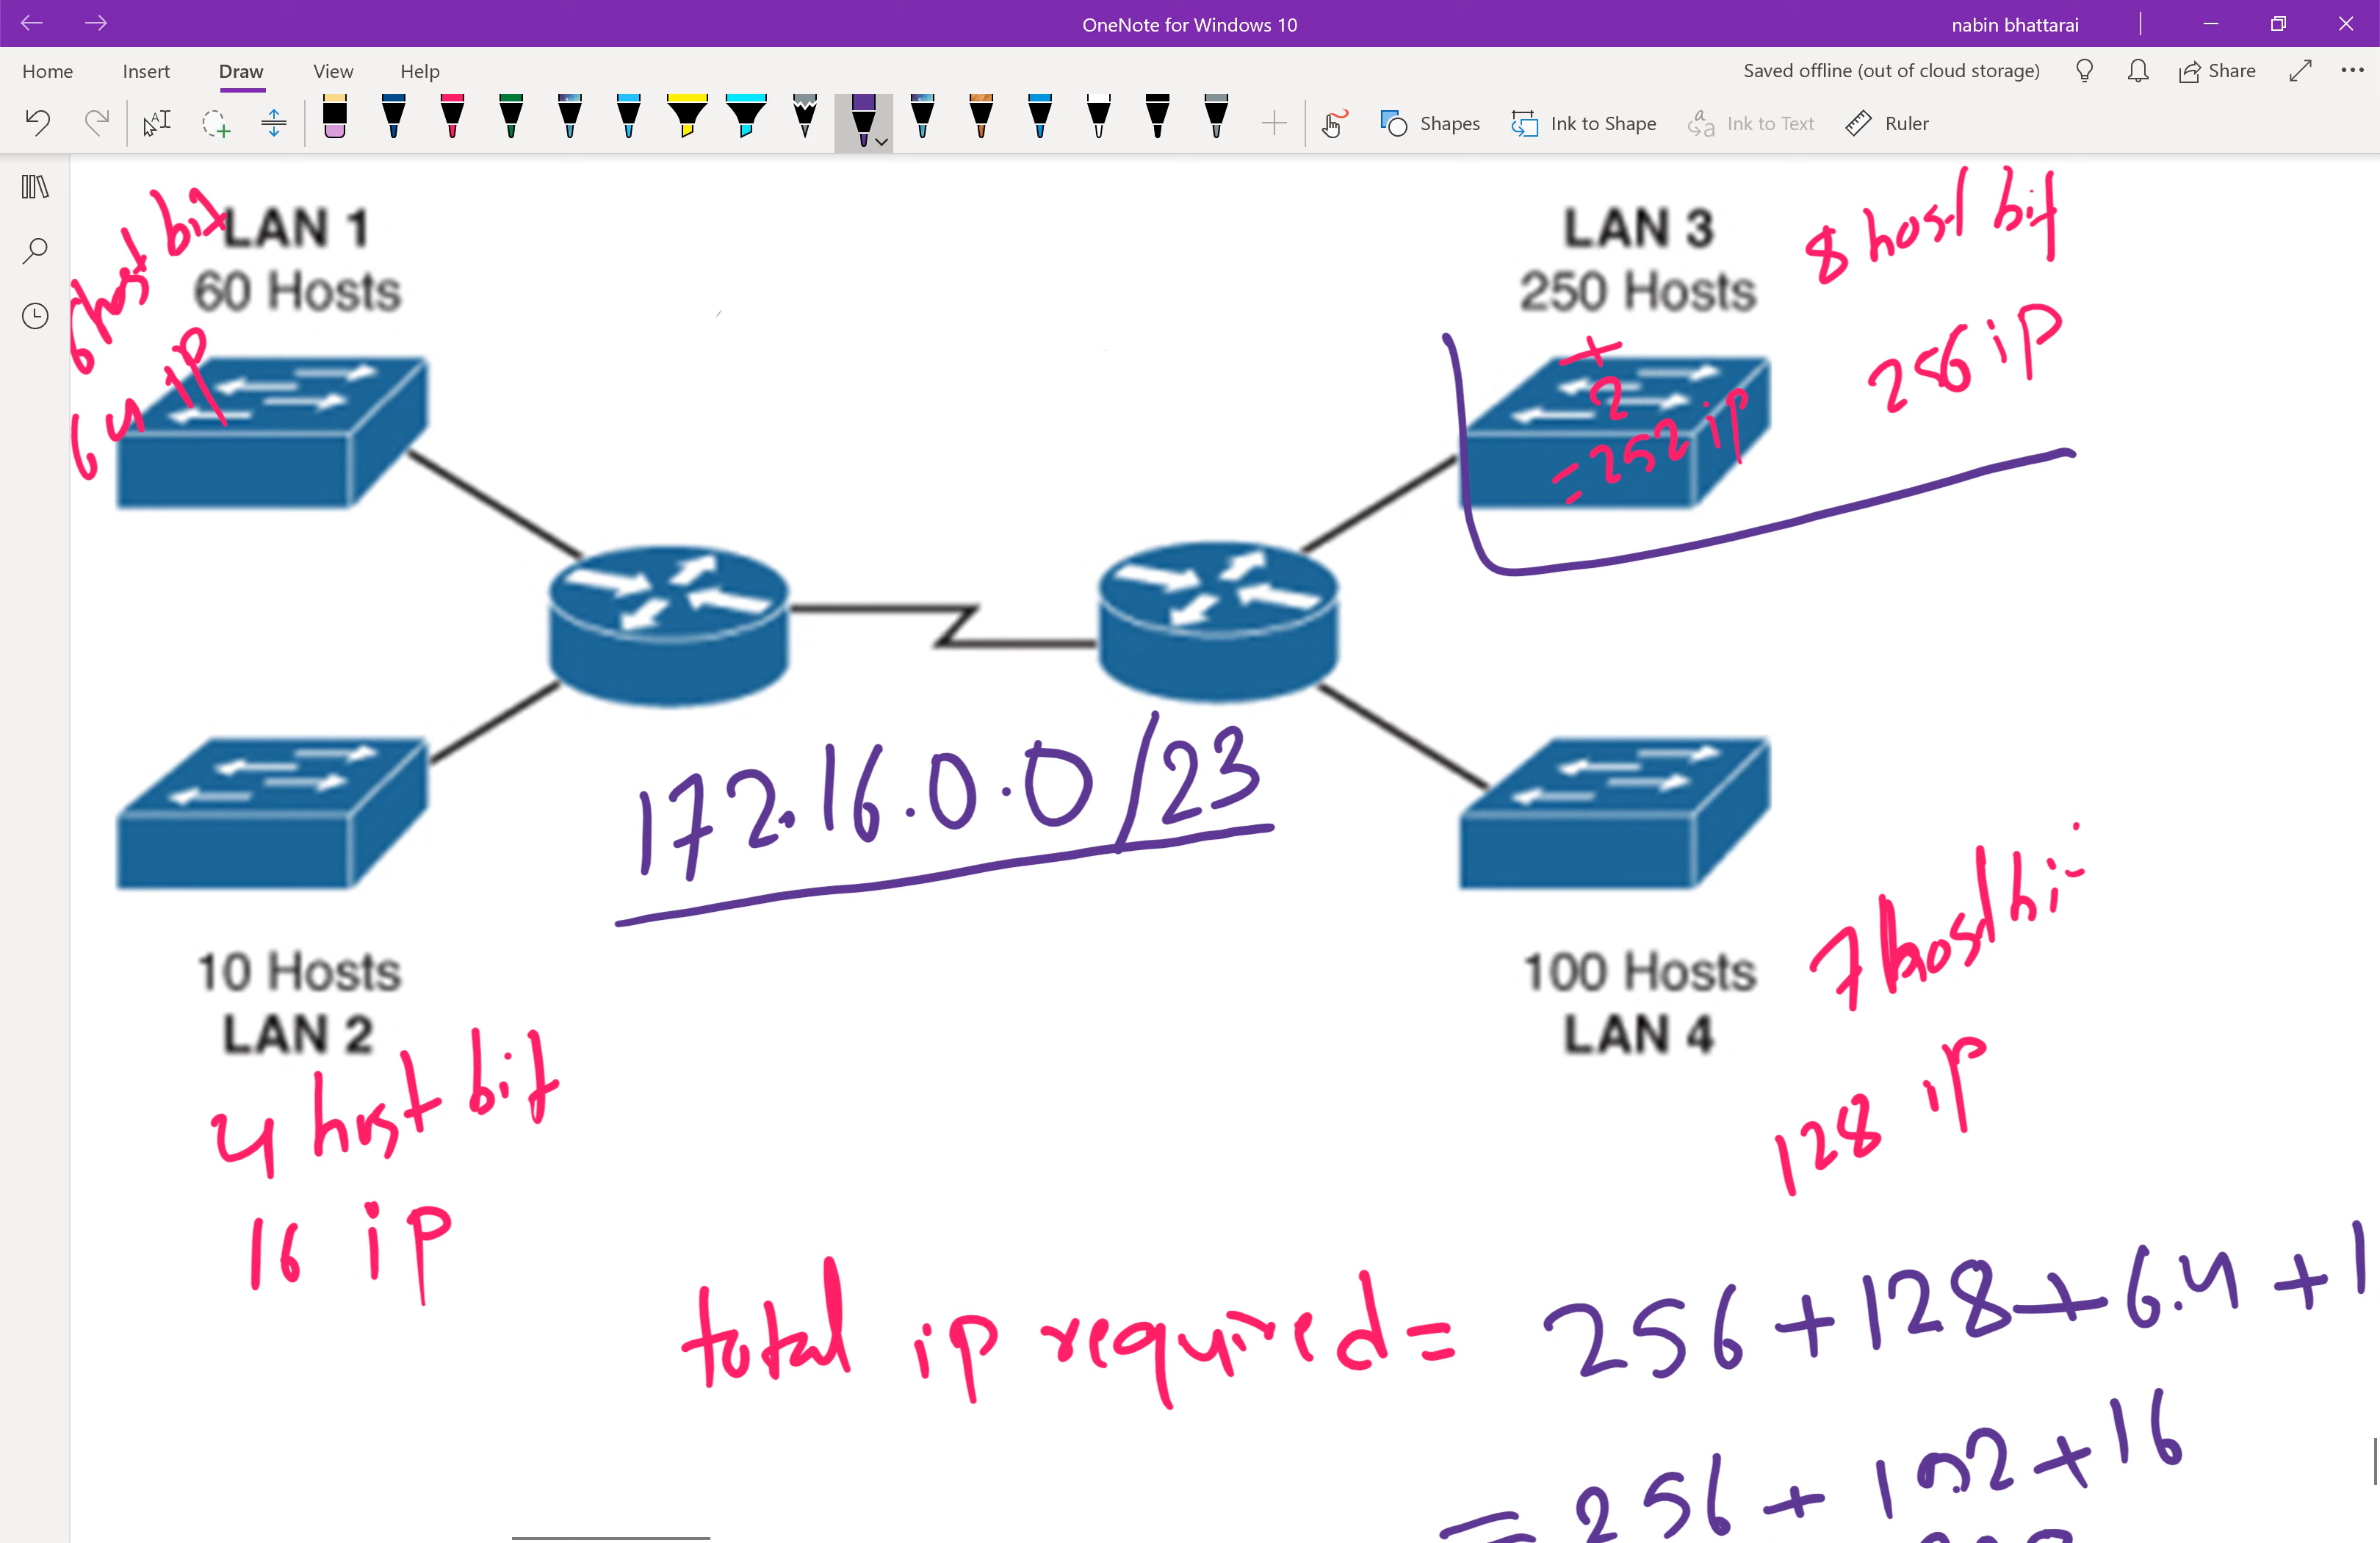 OneNote for Windows 10
nabin bhattarai
Home Insert Draw View Help
Saved offline (out of cloud storage)
Share
Shapes
Ink to Shape
Ink to Text
Ruler
LAN 1
60 Hosts
6 host bit
64 ip
LAN 3
250 Hosts
8 host bit
256 ip
+
2
=252 ip
172.16.0.0/23
10 Hosts
LAN 2
4 host bit
16 ip
100 Hosts
LAN 4
128 ip
total ip required = 256+128+64+1
= 256 + 192+16